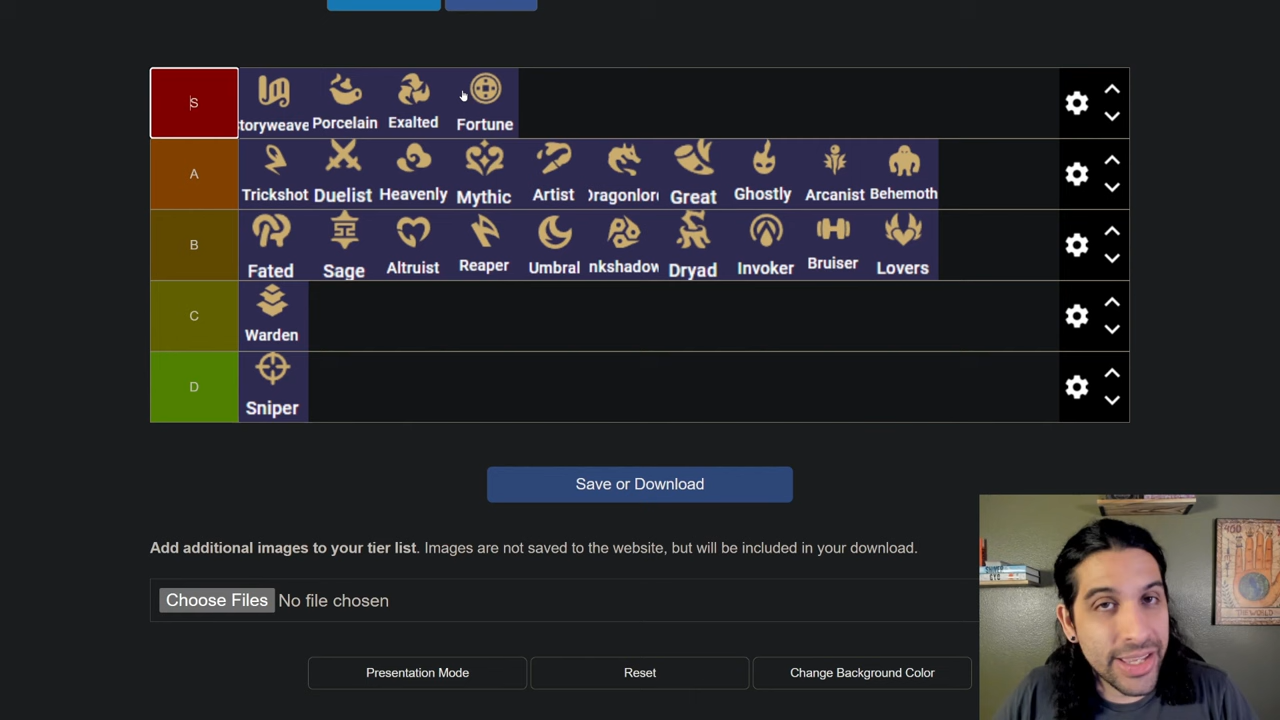 S
toryweave Porcelain Exalted Fortune
A
Trickshot Duelist Heavenly Mythic Artist Dragonlord Great Ghostly Arcanist Behemoth
B
Fated Sage Altruist Reaper Umbral nkshadow Dryad Invoker Bruiser Lovers
C
Warden
D
Sniper
Save or Download
Add additional images to your tier list. Images are not saved to the website, but will be included in your download.
Choose Files No file chosen
Presentation Mode
Reset
Change Background Color
THE WORLD